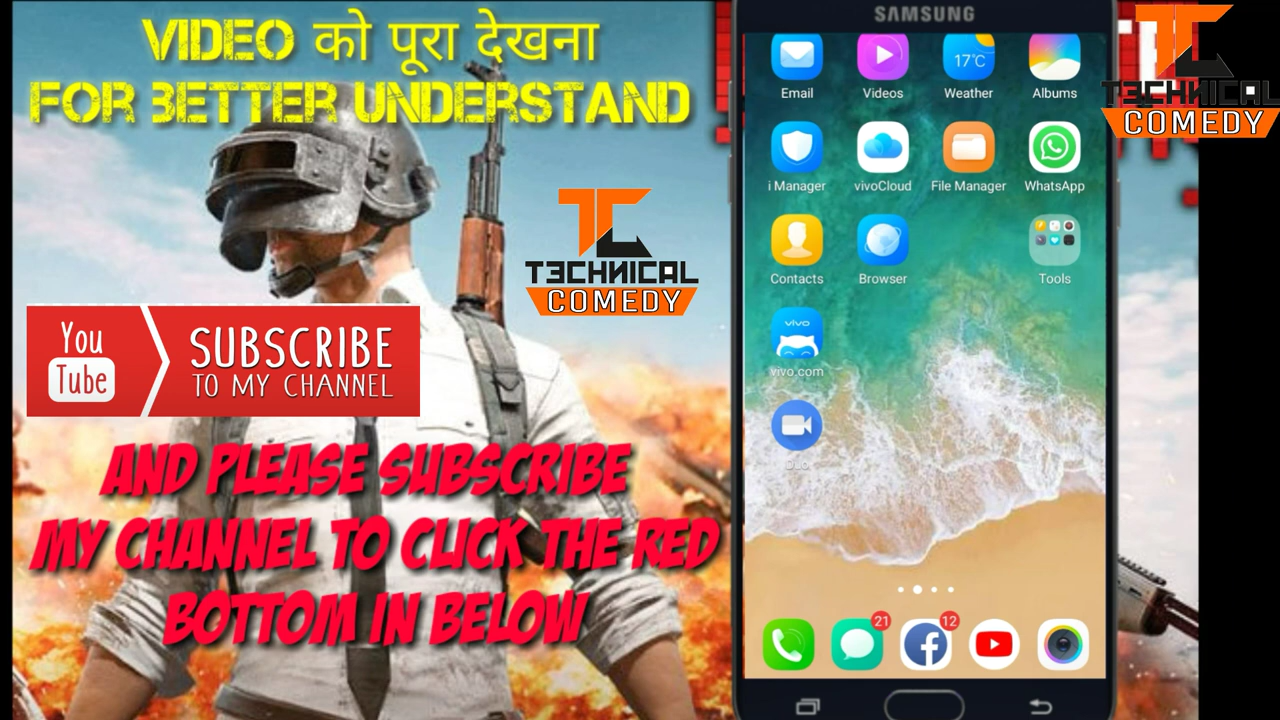 VIDEO को पूरा देखना
FOR BETTER UNDERSTAND
TC
T3CHNICAL
COMEDY
You
Tube
SUBSCRIBE
TO MY CHANNEL
AND PLEASE SUBSCRIBE
MY CHANNEL TO CLICK THE RED
BOTTOM IN BELOW
SAMSUNG
17°C
Email Videos Weather Albums
i Manager vivoCloud File Manager WhatsApp
Contacts Browser Tools
vivo
vivo.com
Duo
21 12
TC
T3CHNICAL
COMEDY